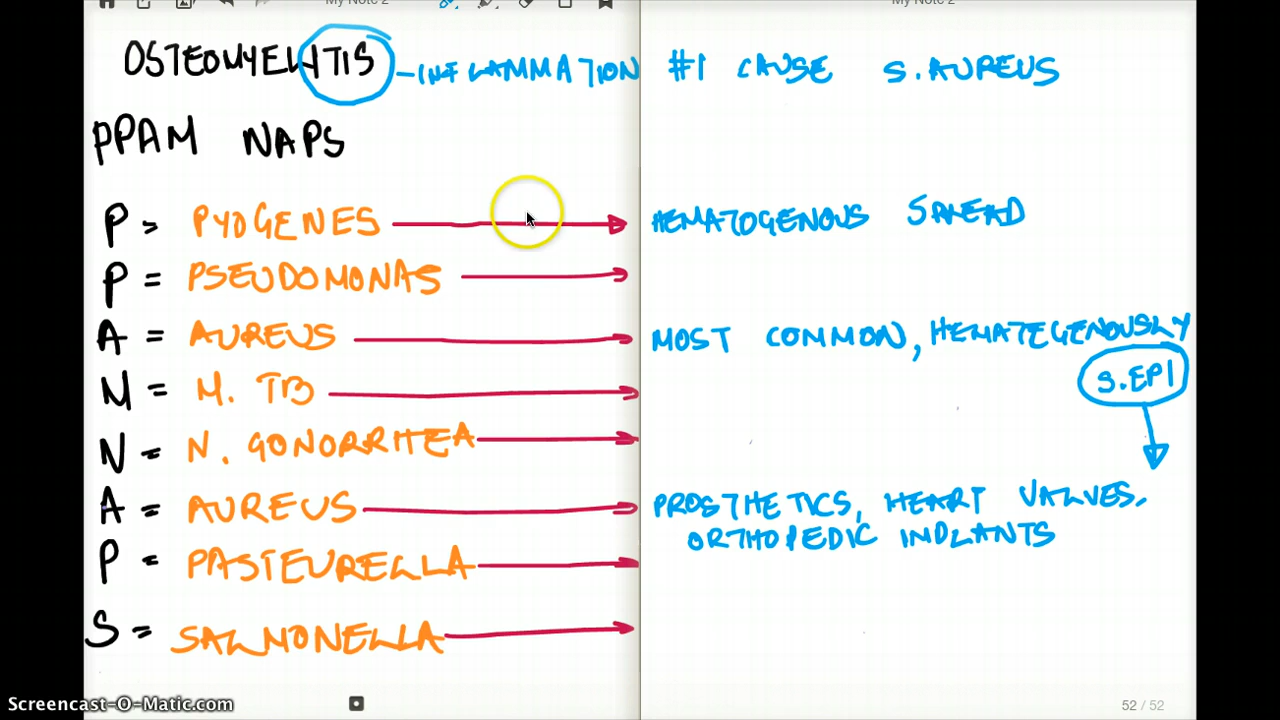 My Note 2
My Note 2
OSTEOMYELITIS - INFLAMMATION #1 CAUSE S. AUREUS
PPAM NAPS
P = PYOGENES HEMATOGENOUS SPREAD
P = PSEUDOMONAS
A = AUREUS MOST COMMON, HEMATEGENOUSLY
S. EPI
M = M. TB
N = N. GONORRITEA
A = AUREUS PROSTHETICS, HEART VALVES,
ORTHOPEDIC IMPLANTS
P = PASTEURELLA
S = SALMONELLA
Screencast-O-Matic.com
52 / 52